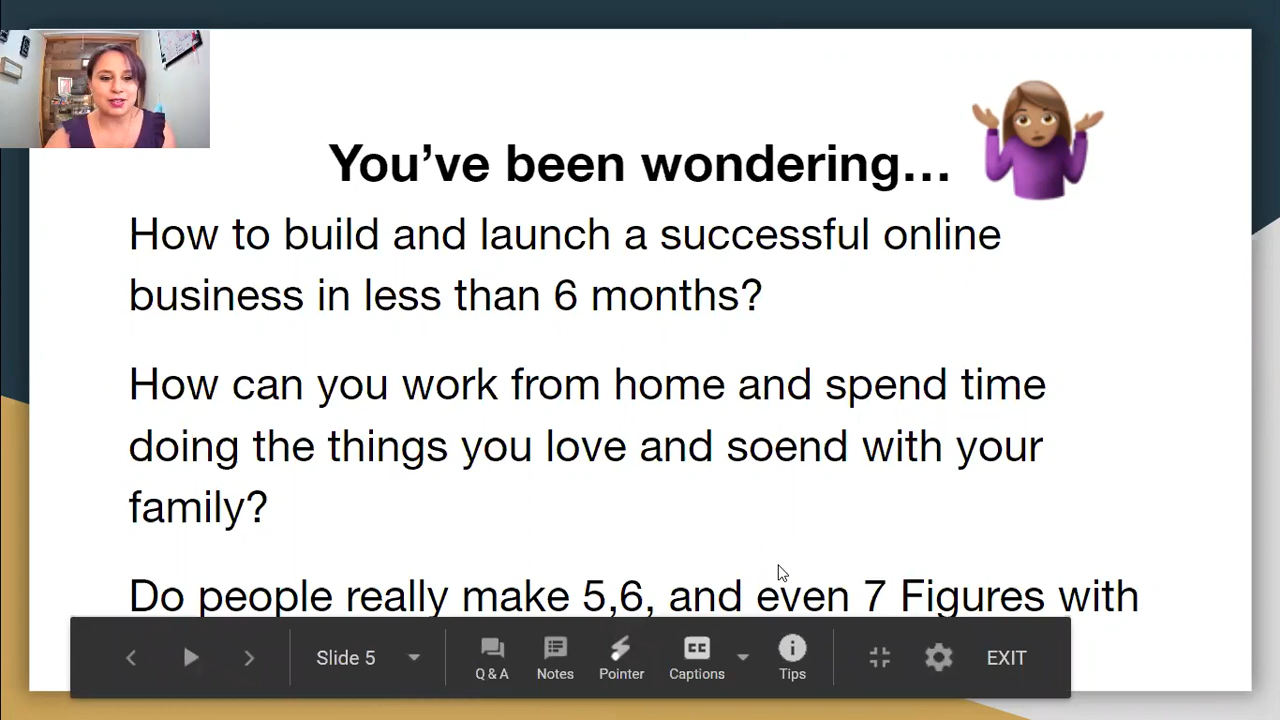 You’ve been wondering…
How to build and launch a successful online
business in less than 6 months?
How can you work from home and spend time
doing the things you love and soend with your
family?
Do people really make 5,6, and even 7 Figures with
Slide 5
Q & A
Notes
Pointer
CC
Captions
Tips
EXIT